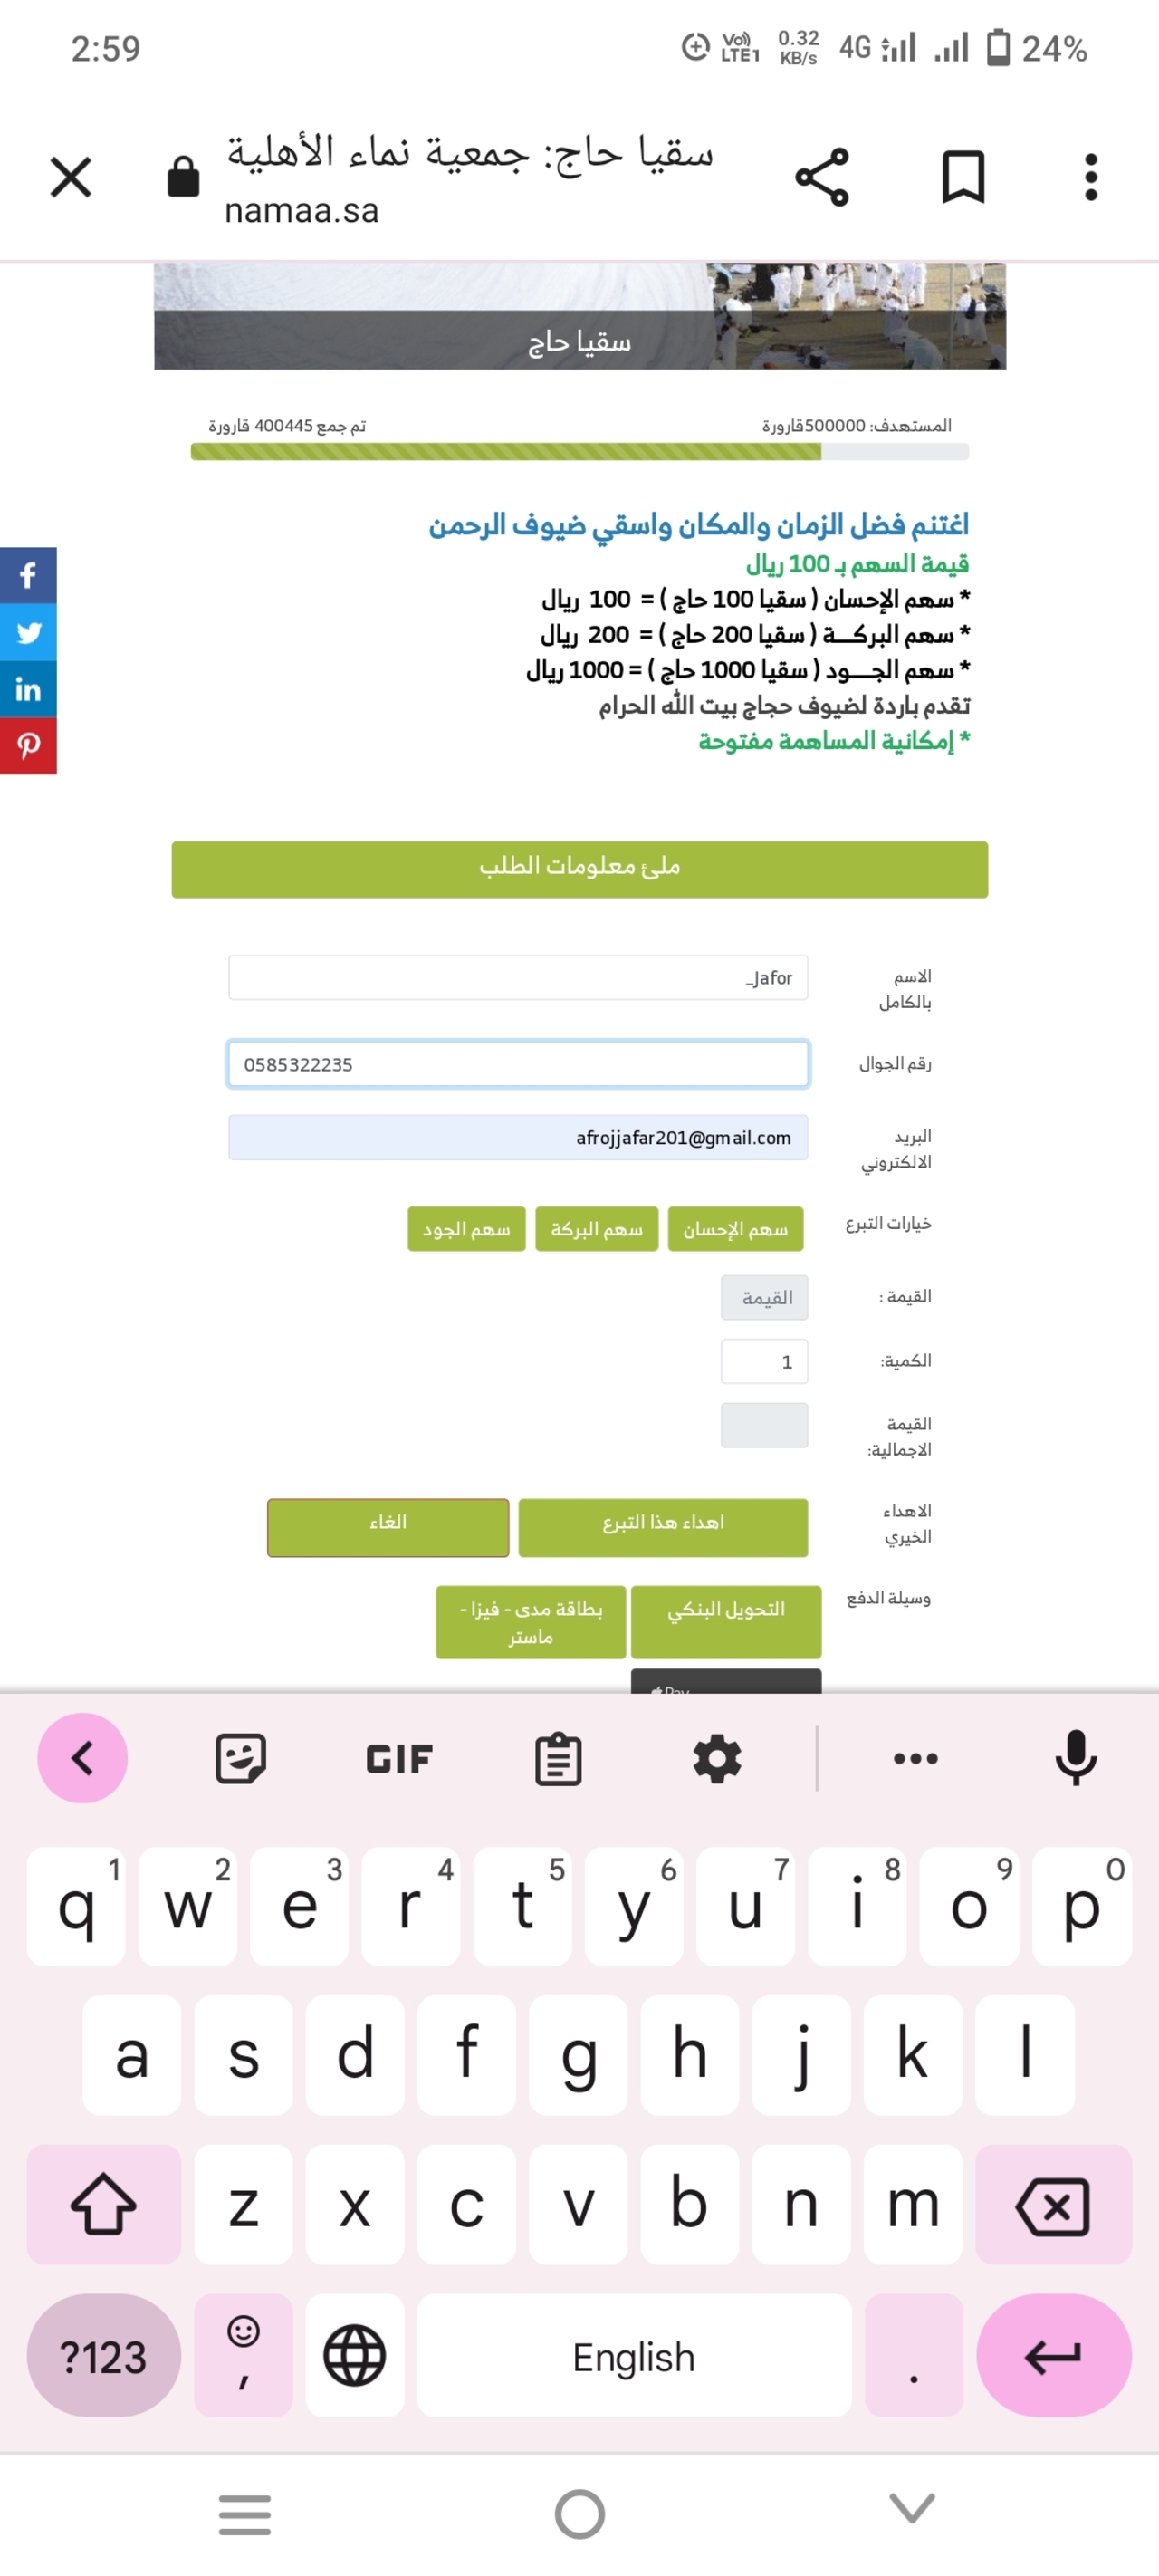 2:59
Vo) LTE1 0.32 KB/s 4G 24%
سقيا حاج: جمعية نماء الأهلية
namaa.sa
سقيا حاج
المستهدف: 500000قارورة
تم جمع 400445 قارورة
اغتنم فضل الزمان والمكان واسقي ضيوف الرحمن
قيمة السهم بـ 100 ريال
* سهم الإحسان ( سقيا 100 حاج ) = 100 ريال
* سهم البركـــة ( سقيا 200 حاج ) = 200 ريال
* سهم الجـــود ( سقيا 1000 حاج ) = 1000 ريال
تقدم باردة لضيوف حجاج بيت الله الحرام
* إمكانية المساهمة مفتوحة
f
in
ملئ معلومات الطلب
الاسم
بالكامل
_Jafor
رقم الجوال
0585322235
البريد
الالكتروني
afrojjafar201@gmail.com
خيارات التبرع
سهم الإحسان
سهم البركة
سهم الجود
القيمة :
القيمة
الكمية:
1
القيمة
الاجمالية:
الاهداء
الخيري
اهداء هذا التبرع
الغاء
وسيلة الدفع
التحويل البنكي
بطاقة مدى - فيزا -
ماستر
Pay
GIF
q 1 w 2 e 3 r 4 t 5 y 6 u 7 i 8 o 9 p 0
a s d f g h j k l
z x c v b n m
?123 , English .